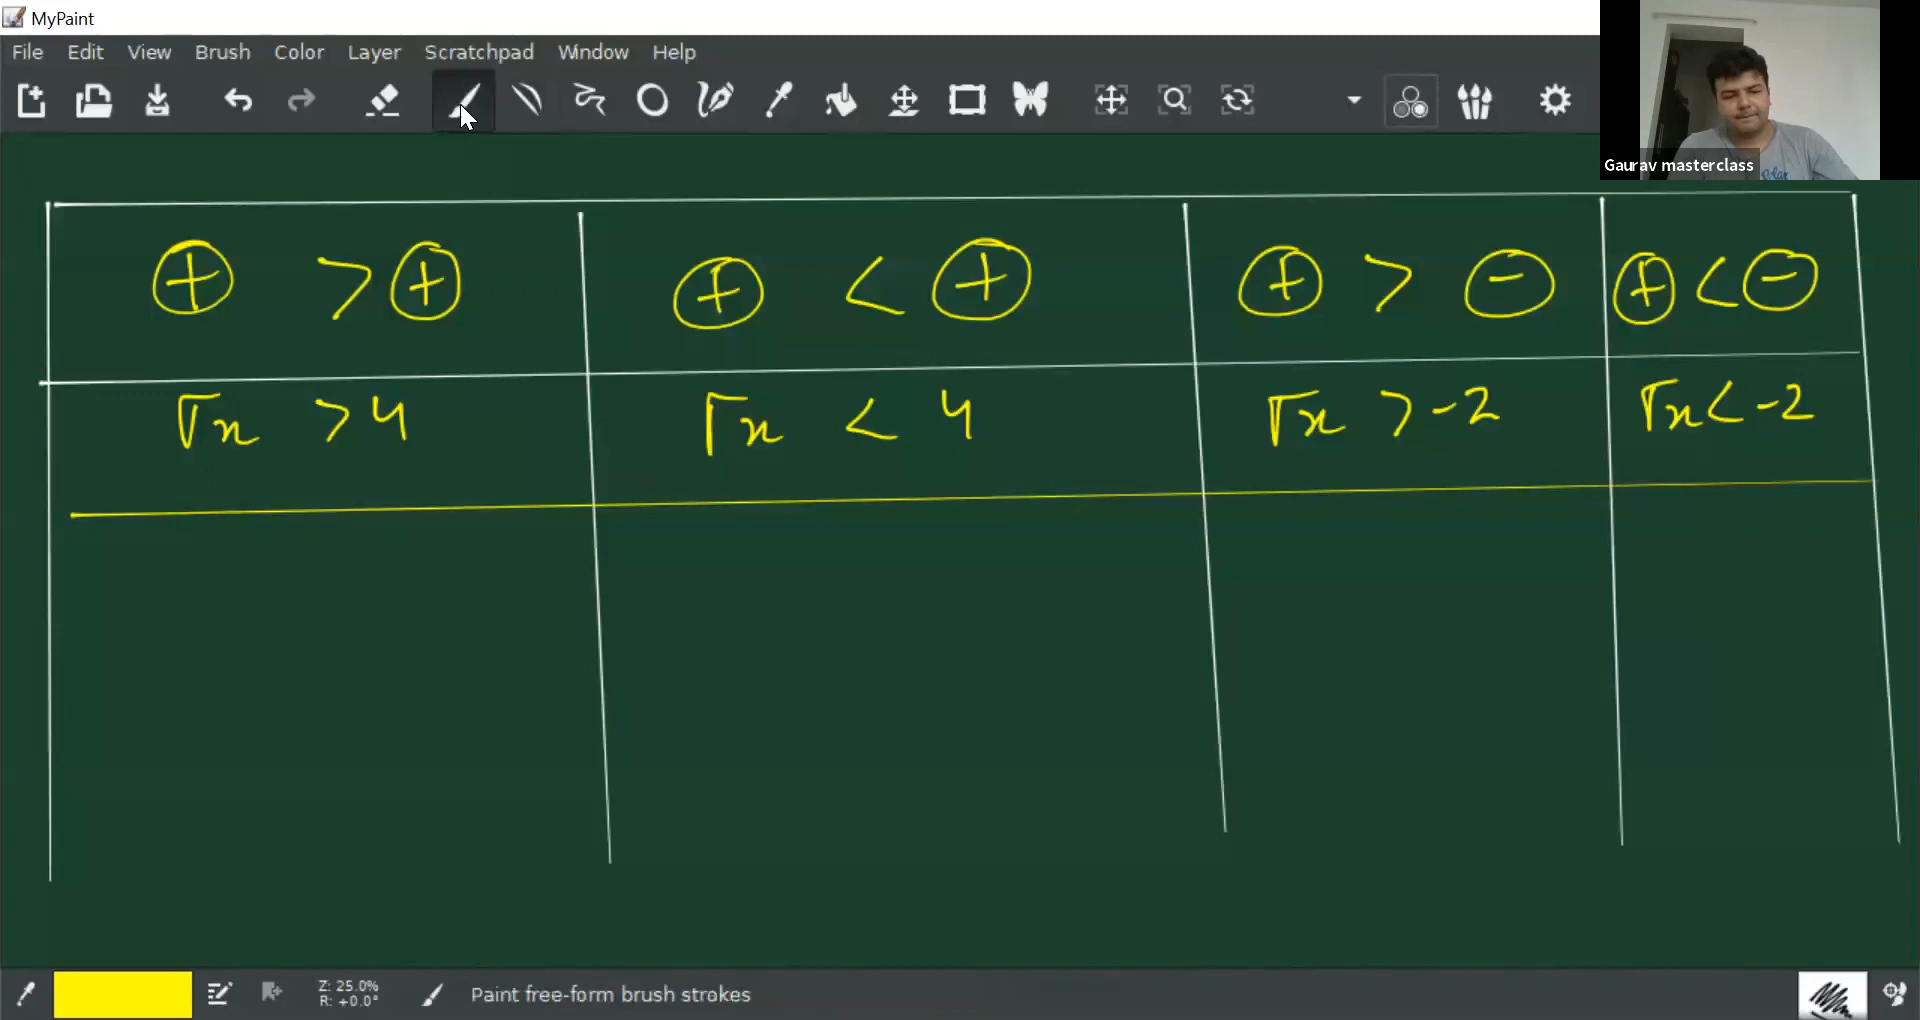 MyPaint
File Edit View Brush Color Layer Scratchpad Window Help
Gaurav masterclass
+ > + + < + + > - + < -
√x > 4 √x < 4 √x > -2 √x < -2
Z: 25.0%
R: +0.0°
Paint free-form brush strokes